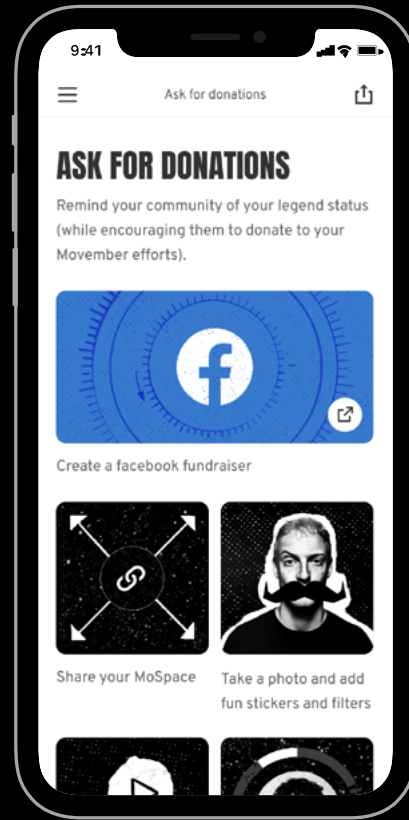 9:41
Ask for donations
ASK FOR DONATIONS
Remind your community of your legend status
(while encouraging them to donate to your
Movember efforts).
Create a facebook fundraiser
Share your MoSpace
Take a photo and add
fun stickers and filters